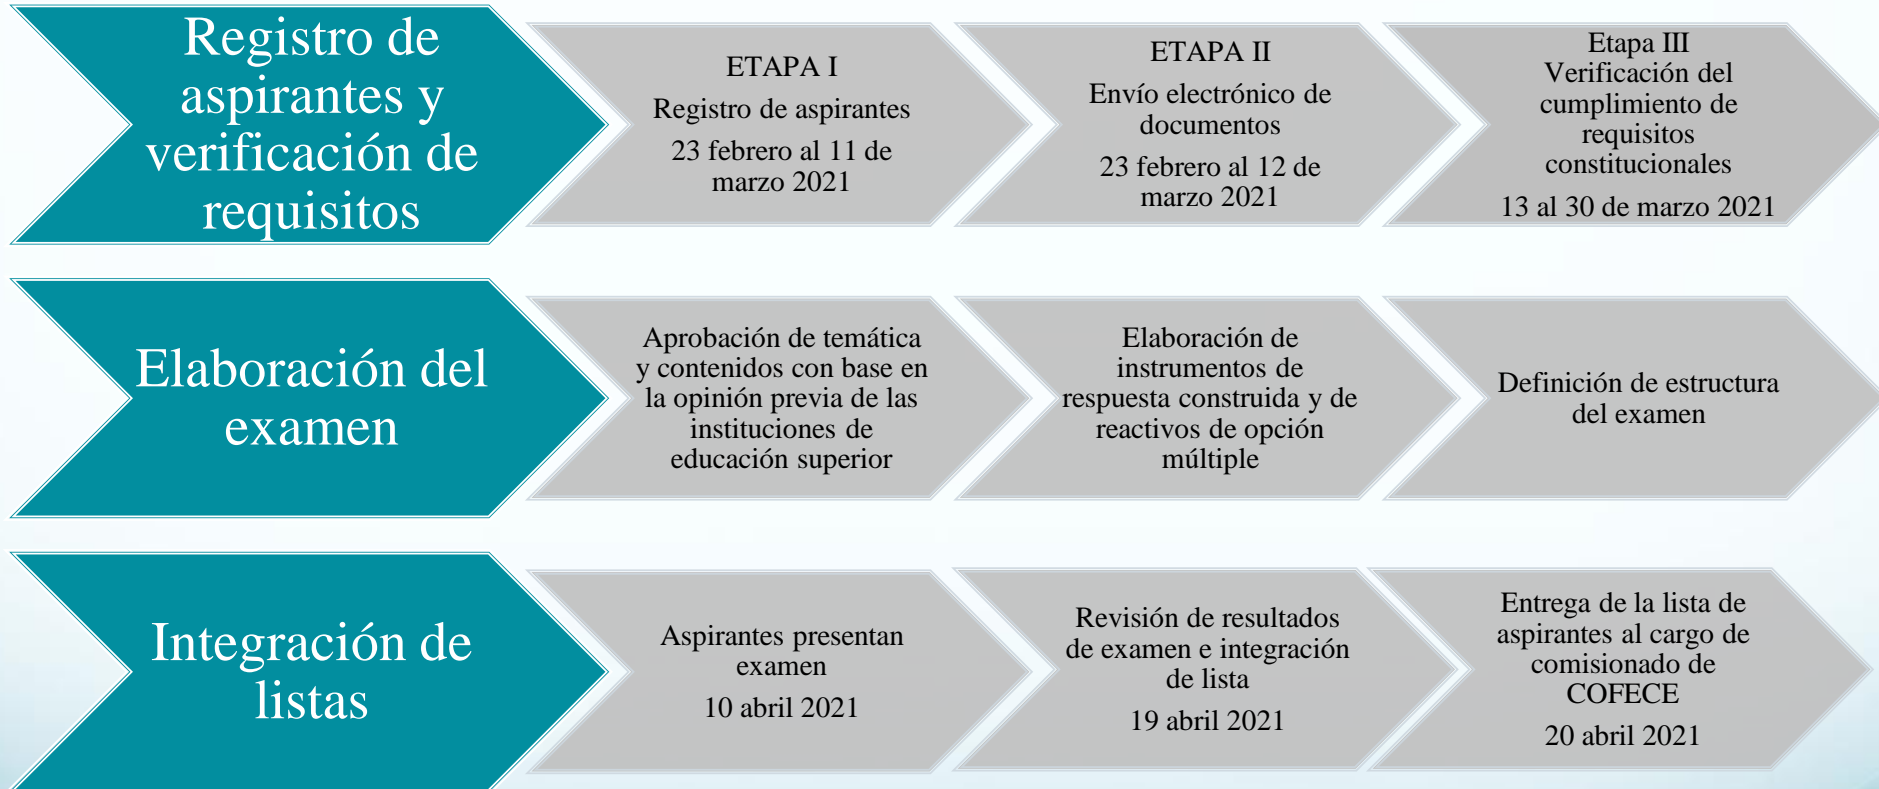 Registro de
aspirantes y
verificación de
requisitos
ETAPA I
Registro de aspirantes
23 febrero al 11 de
marzo 2021
ETAPA II
Envío electrónico de
documentos
23 febrero al 12 de
marzo 2021
Etapa III
Verificación del
cumplimiento de
requisitos
constitucionales
13 al 30 de marzo 2021
Elaboración del
examen
Aprobación de temática
y contenidos con base en
la opinión previa de las
instituciones de
educación superior
Elaboración de
instrumentos de
respuesta construida y de
reactivos de opción
múltiple
Definición de estructura
del examen
Integración de
listas
Aspirantes presentan
examen
10 abril 2021
Revisión de resultados
de examen e integración
de lista
19 abril 2021
Entrega de la lista de
aspirantes al cargo de
comisionado de
COFECE
20 abril 2021